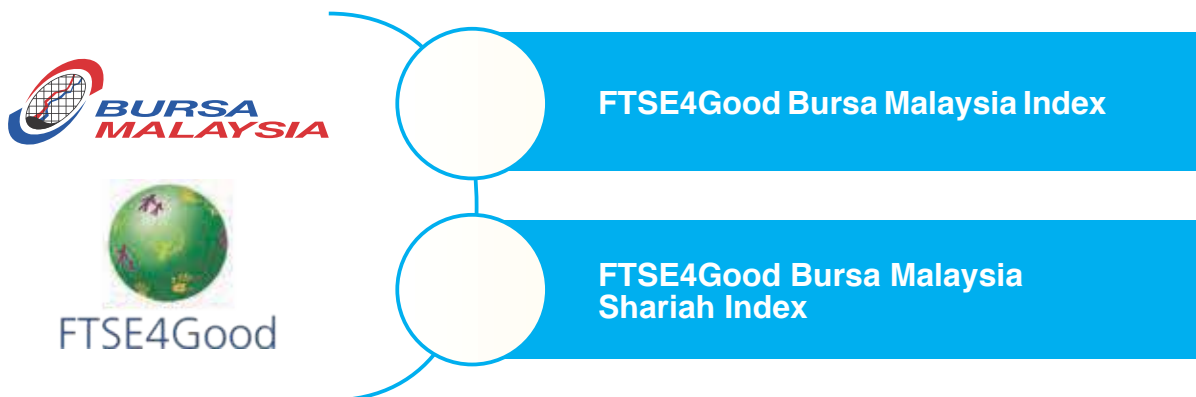 BURSA
MALAYSIA
FTSE4Good
FTSE4Good Bursa Malaysia Index
FTSE4Good Bursa Malaysia
Shariah Index